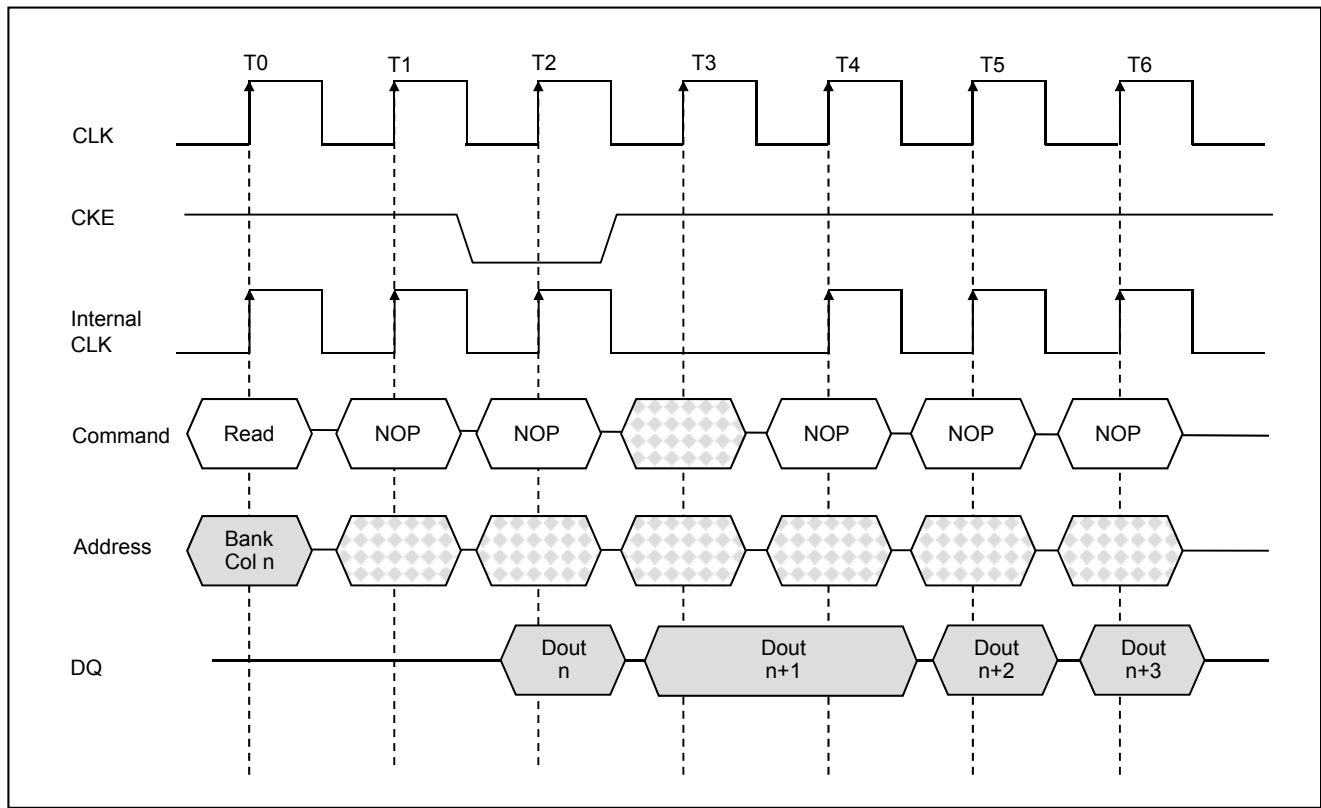 T0 T1 T2 T3 T4 T5 T6
CLK
CKE
Internal
CLK
Command Read NOP NOP NOP NOP NOP
Address Bank
Col n
DQ Dout Dout Dout Dout
n n+1 n+2 n+3